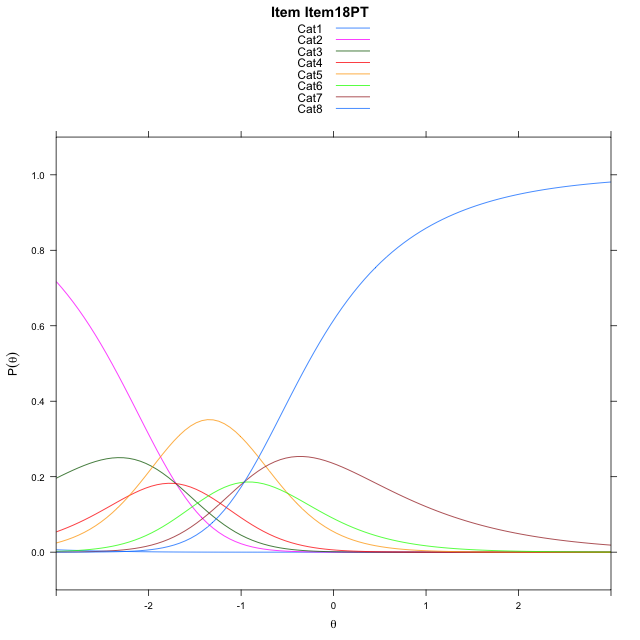 Item Item18PT
Cat1
Cat2
Cat3
Cat4
Cat5
Cat6
Cat7
Cat8
1.0
0.8
0.6
0.4
0.2
0.0
P(θ)
-2 -1 0 1 2
θ